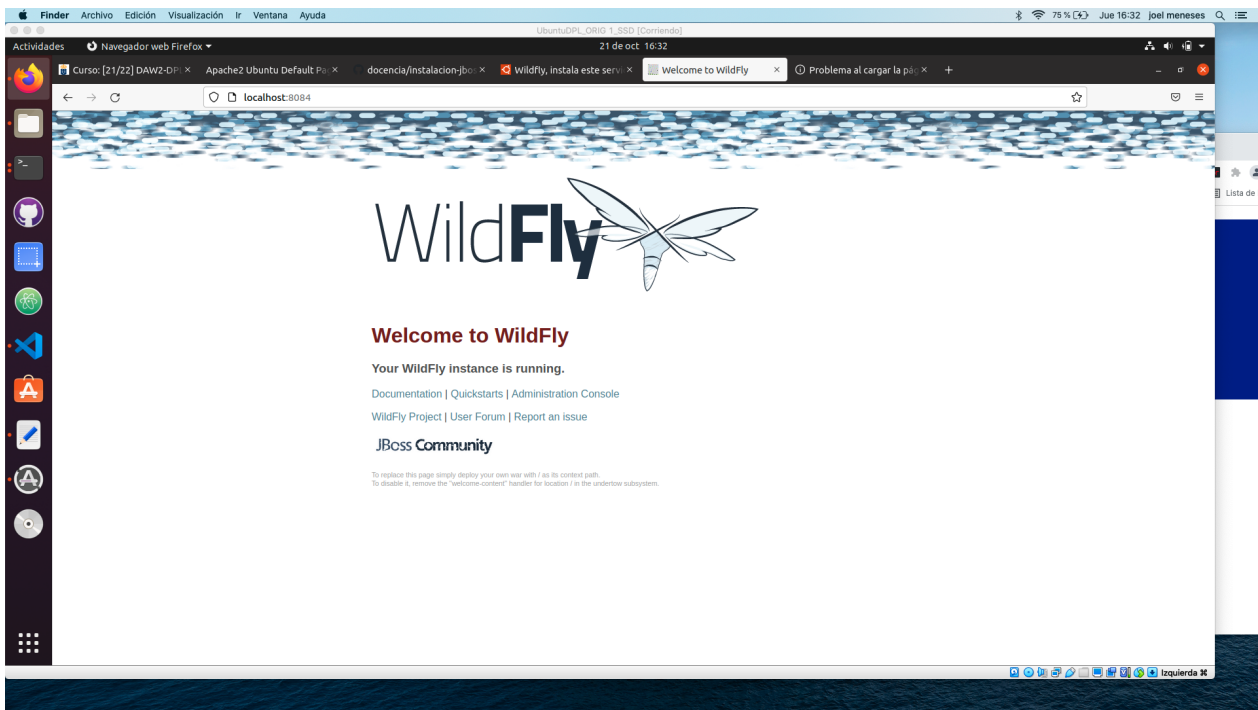 Finder Archivo Edición Visualización Ir Ventana Ayuda 75 % Jue 16:32 joel meneses
UbuntuDPL_ORIG 1_SSD [Corriendo]
Actividades Navegador web Firefox 21 de oct 16:32
Curso: [21/22] DAW2-DPL Apache2 Ubuntu Default Pa docencia/instalacion-jbos Wildfly, instala este servi Welcome to WildFly Problema al cargar la pág
localhost:8084
Lista de
WildFly
Welcome to WildFly
Your WildFly instance is running.
Documentation | Quickstarts | Administration Console
WildFly Project | User Forum | Report an issue
JBoss Community
To replace this page simply deploy your own war with / as its context path.
To disable it, remove the "welcome-content" handler for location / in the undertow subsystem.
Izquierda ⌘